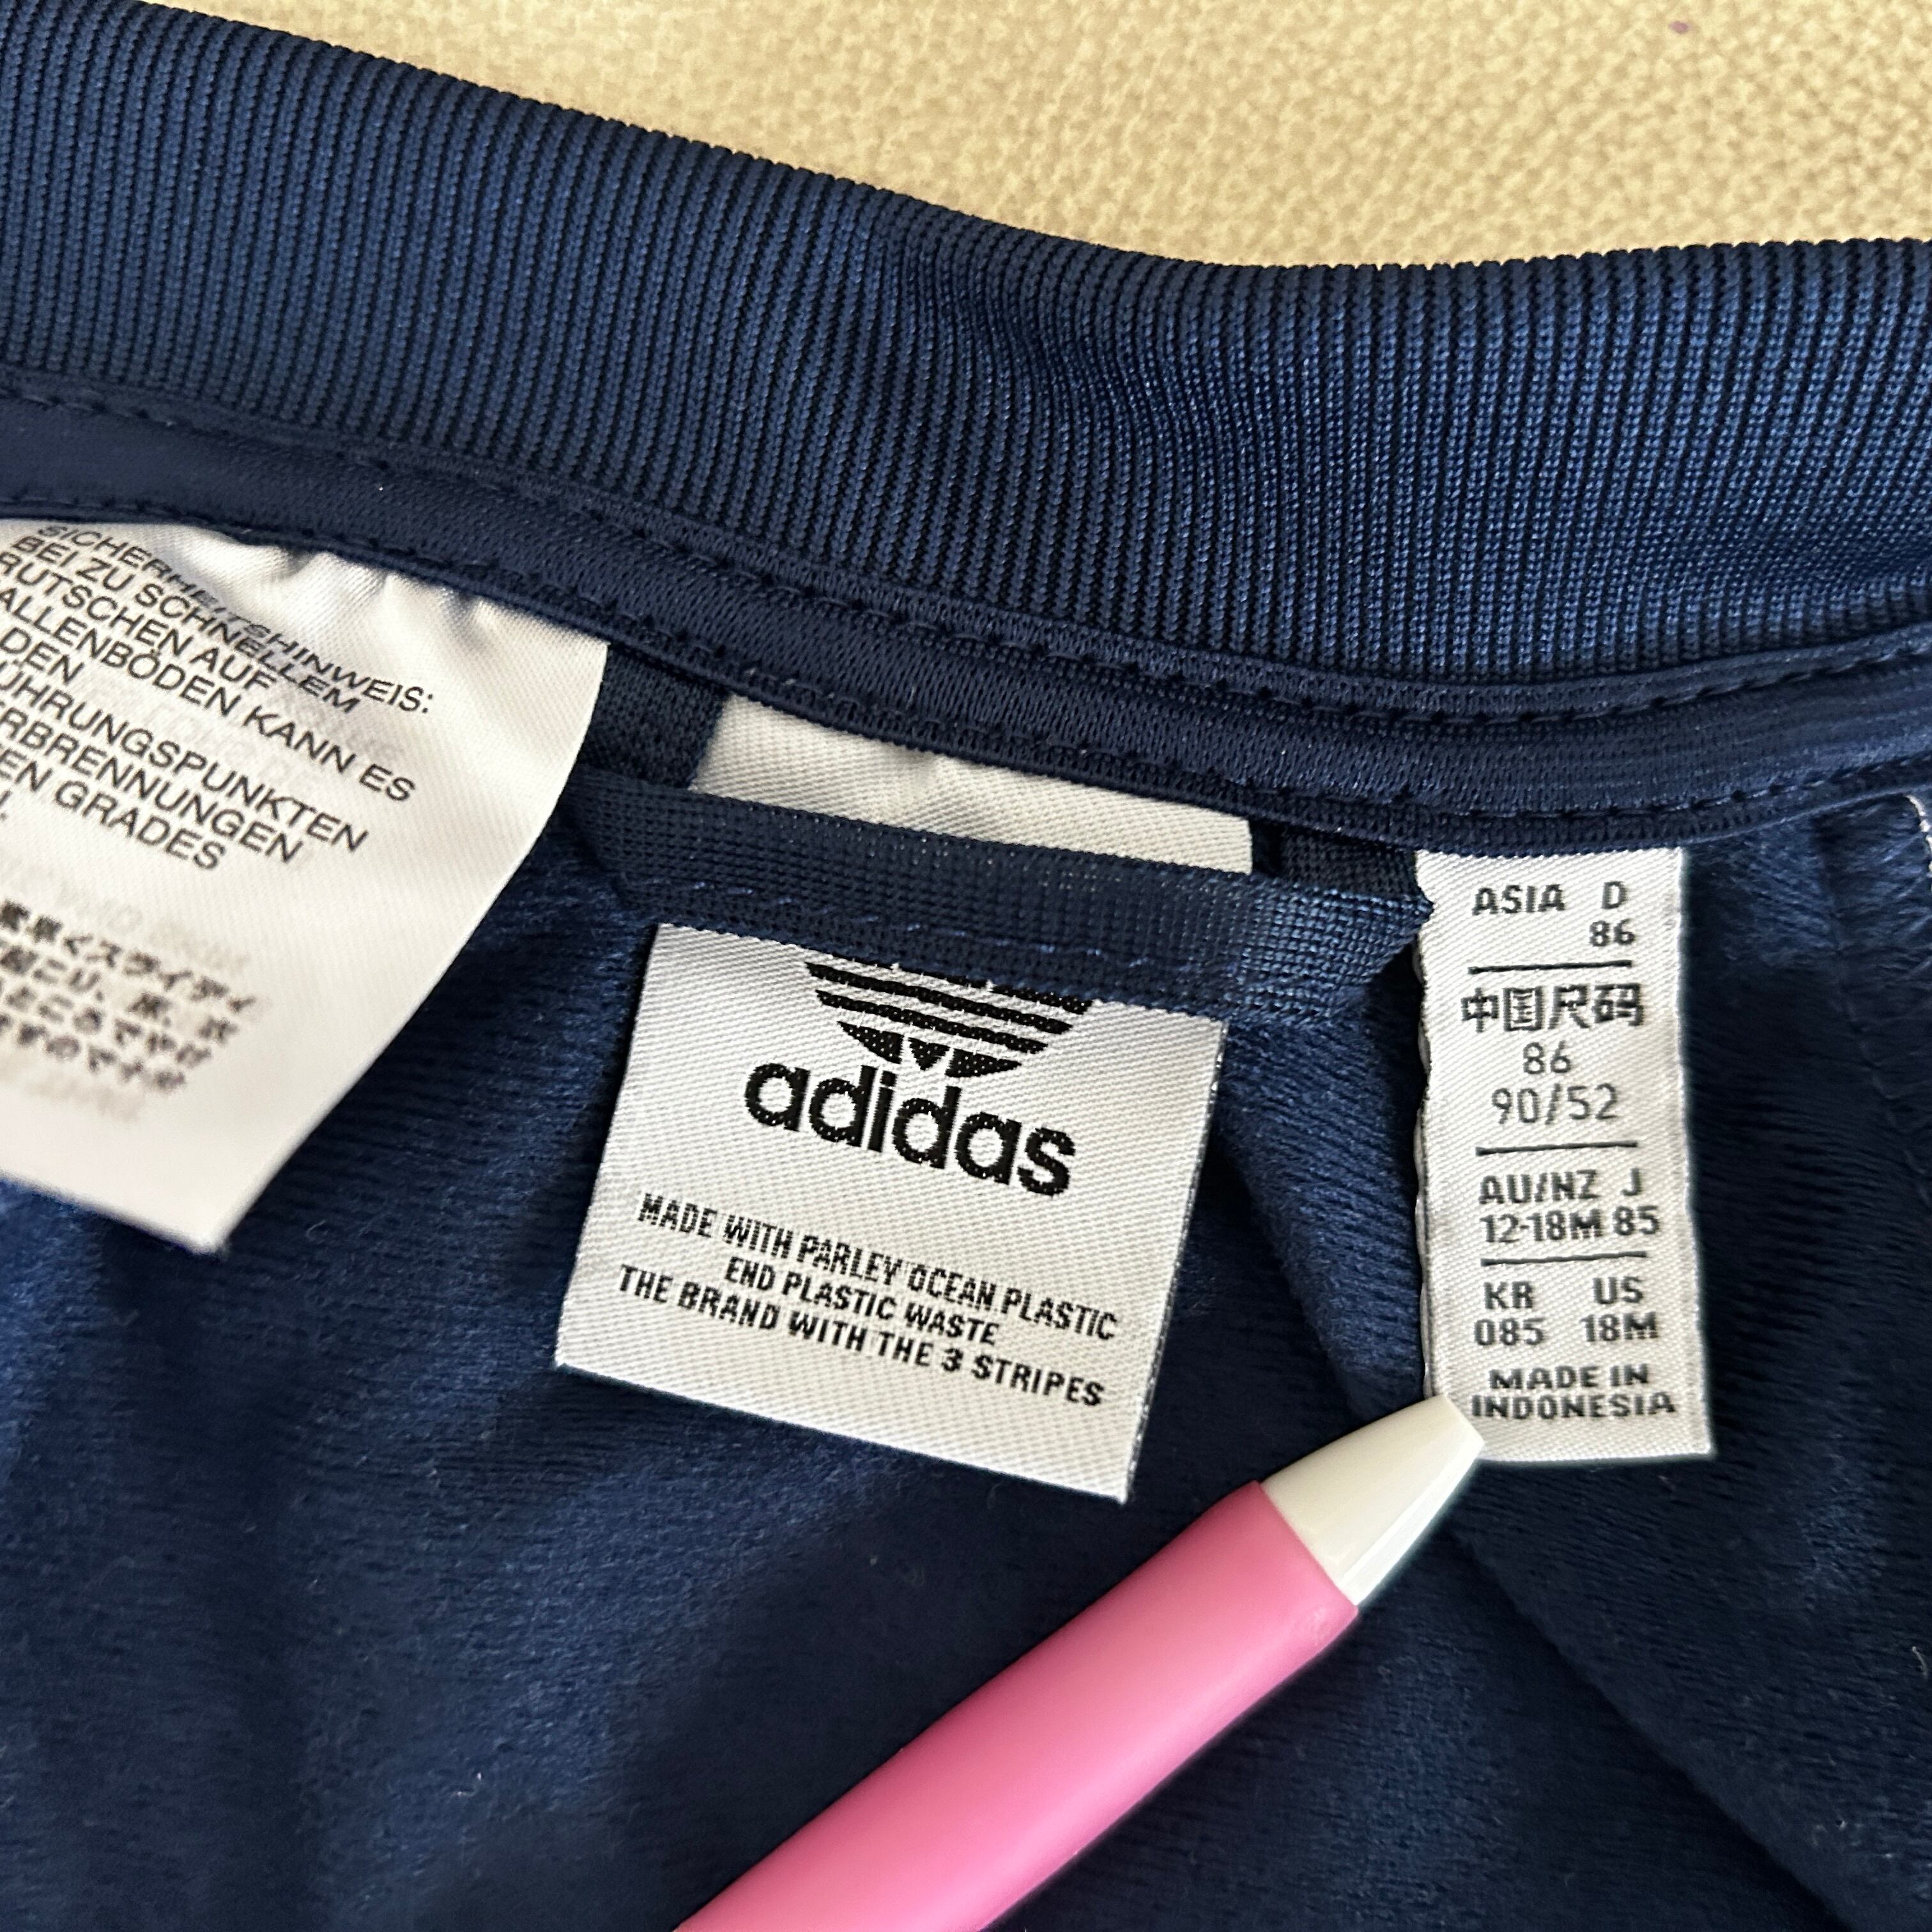 SICHERHEITSHINWEIS:
BEI ZU SCHNELLEM
RUTSCHEN AUF
ALLENBÖDEN KANN ES
DEN
ÜHRUNGSPUNKTEN
RBRENNUNGEN
EN GRADES
adidas
MADE WITH PARLEY OCEAN PLASTIC
END PLASTIC WASTE
THE BRAND WITH THE 3 STRIPES
ASIA D
86
中国尺码
86
90/52
AU/NZ J
12-18M 85
KR US
085 18M
MADE IN
INDONESIA